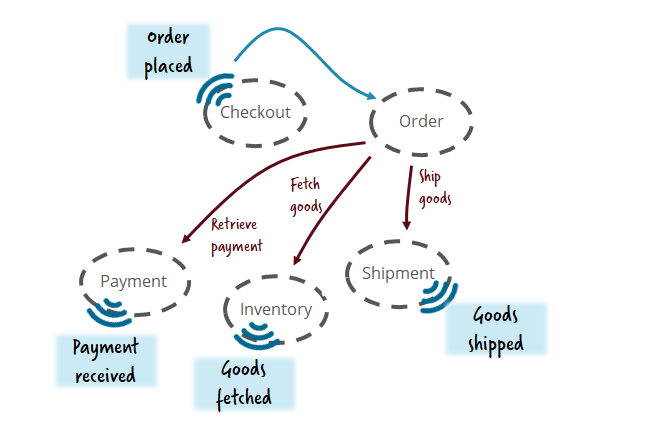 Order
placed
Checkout
Order
Fetch
goods
Ship
goods
Retrieve
payment
Payment
Inventory
Shipment
Payment
received
Goods
fetched
Goods
shipped